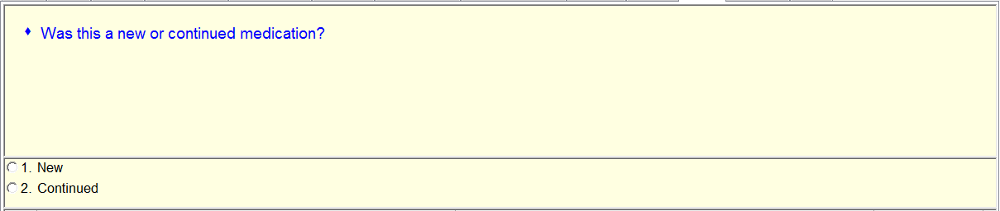 ♦ Was this a new or continued medication?
1. New
2. Continued